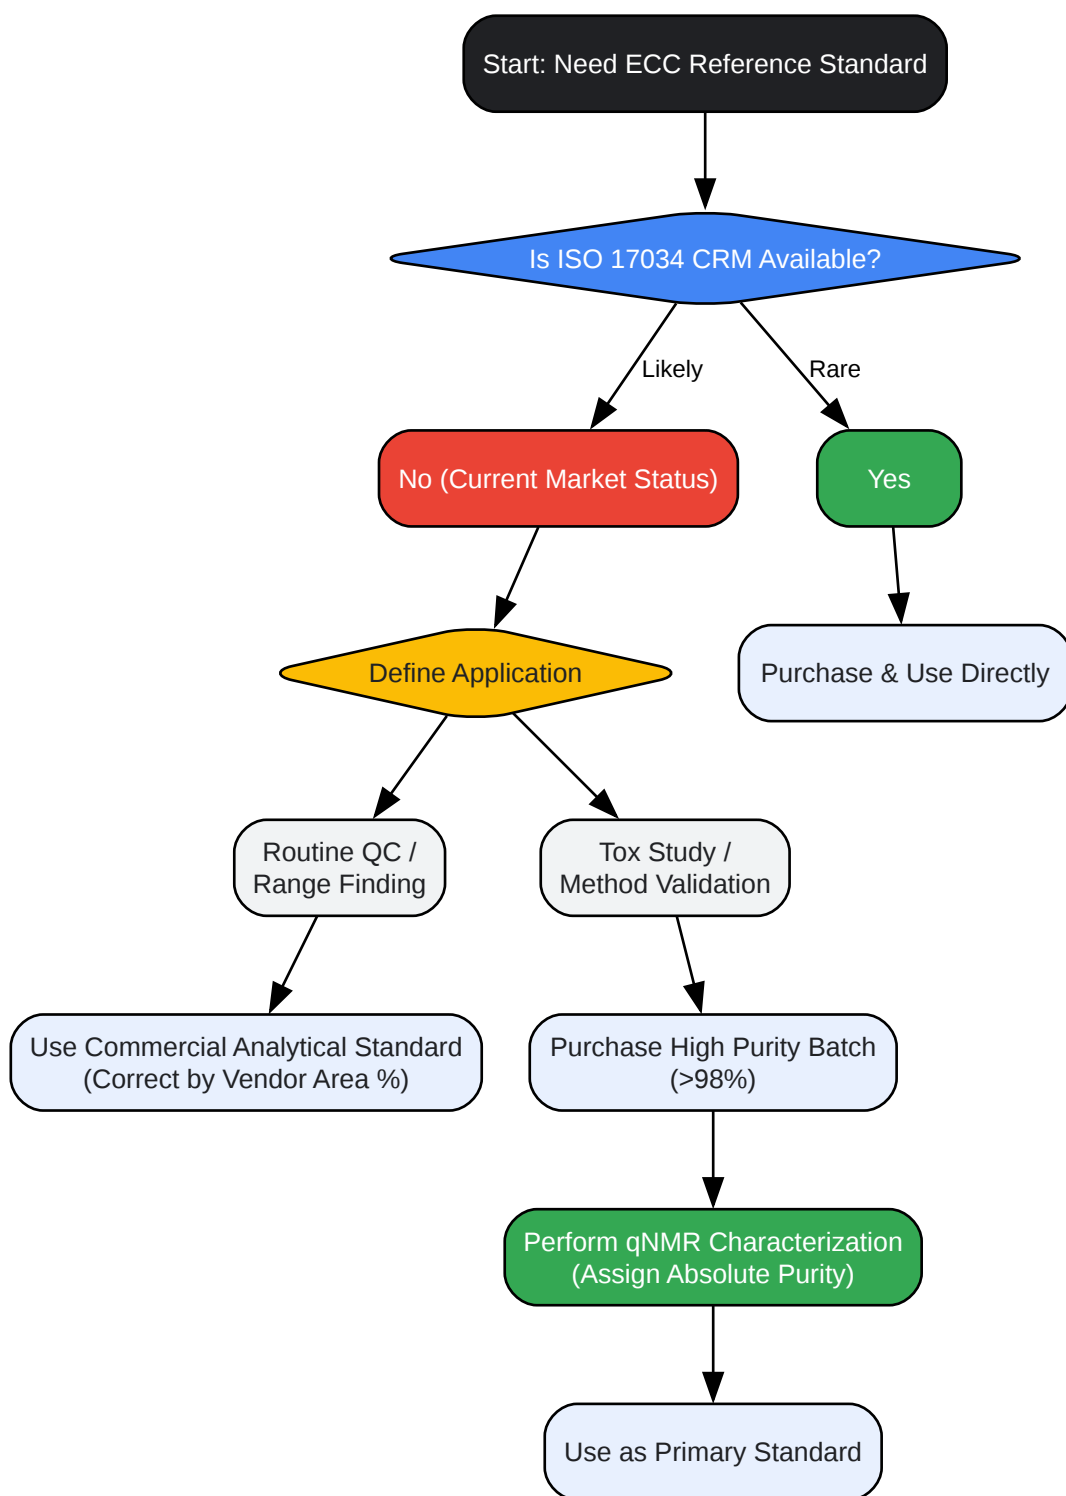 Start: Need ECC Reference Standard
Is ISO 17034 CRM Available?
Likely
Rare
No (Current Market Status)
Yes
Define Application
Purchase & Use Directly
Routine QC /
Range Finding
Tox Study /
Method Validation
Use Commercial Analytical Standard
(Correct by Vendor Area %)
Purchase High Purity Batch
(>98%)
Perform qNMR Characterization
(Assign Absolute Purity)
Use as Primary Standard